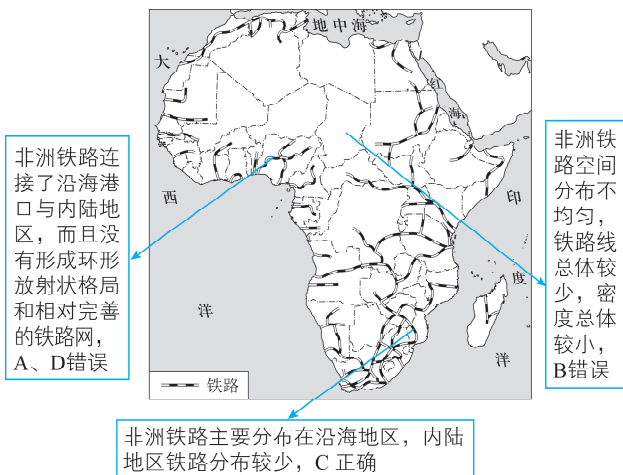 地中海
大
红
海
西
洋
印
度
洋
非洲铁路连
接了沿海港
口与内陆地
区，而且没
有形成环形
放射状格局
和相对完善
的铁路网，
A、D错误
非洲铁
路空间
分布不
均匀，
铁路线
总体较
少，密
度总体
较小，
B错误
铁路
非洲铁路主要分布在沿海地区，内陆
地区铁路分布较少，C 正确